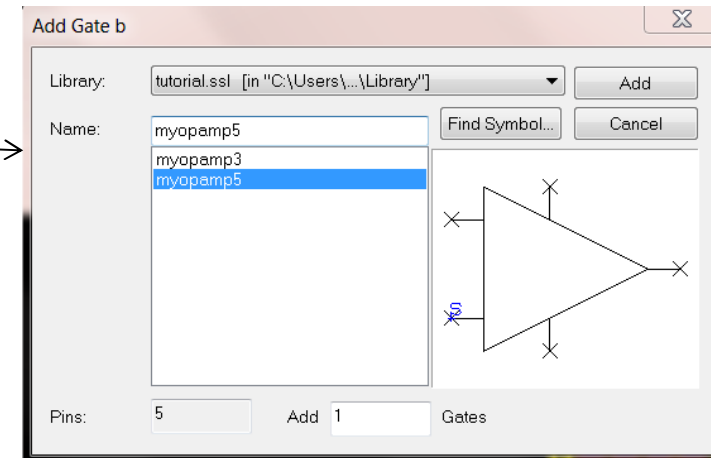 Add Gate b
Library: tutorial.ssl [in "C:\Users\...\Library"] Add
Name: myopamp5 Find Symbol... Cancel
myopamp3
myopamp5
S
Pins: 5 Add 1 Gates